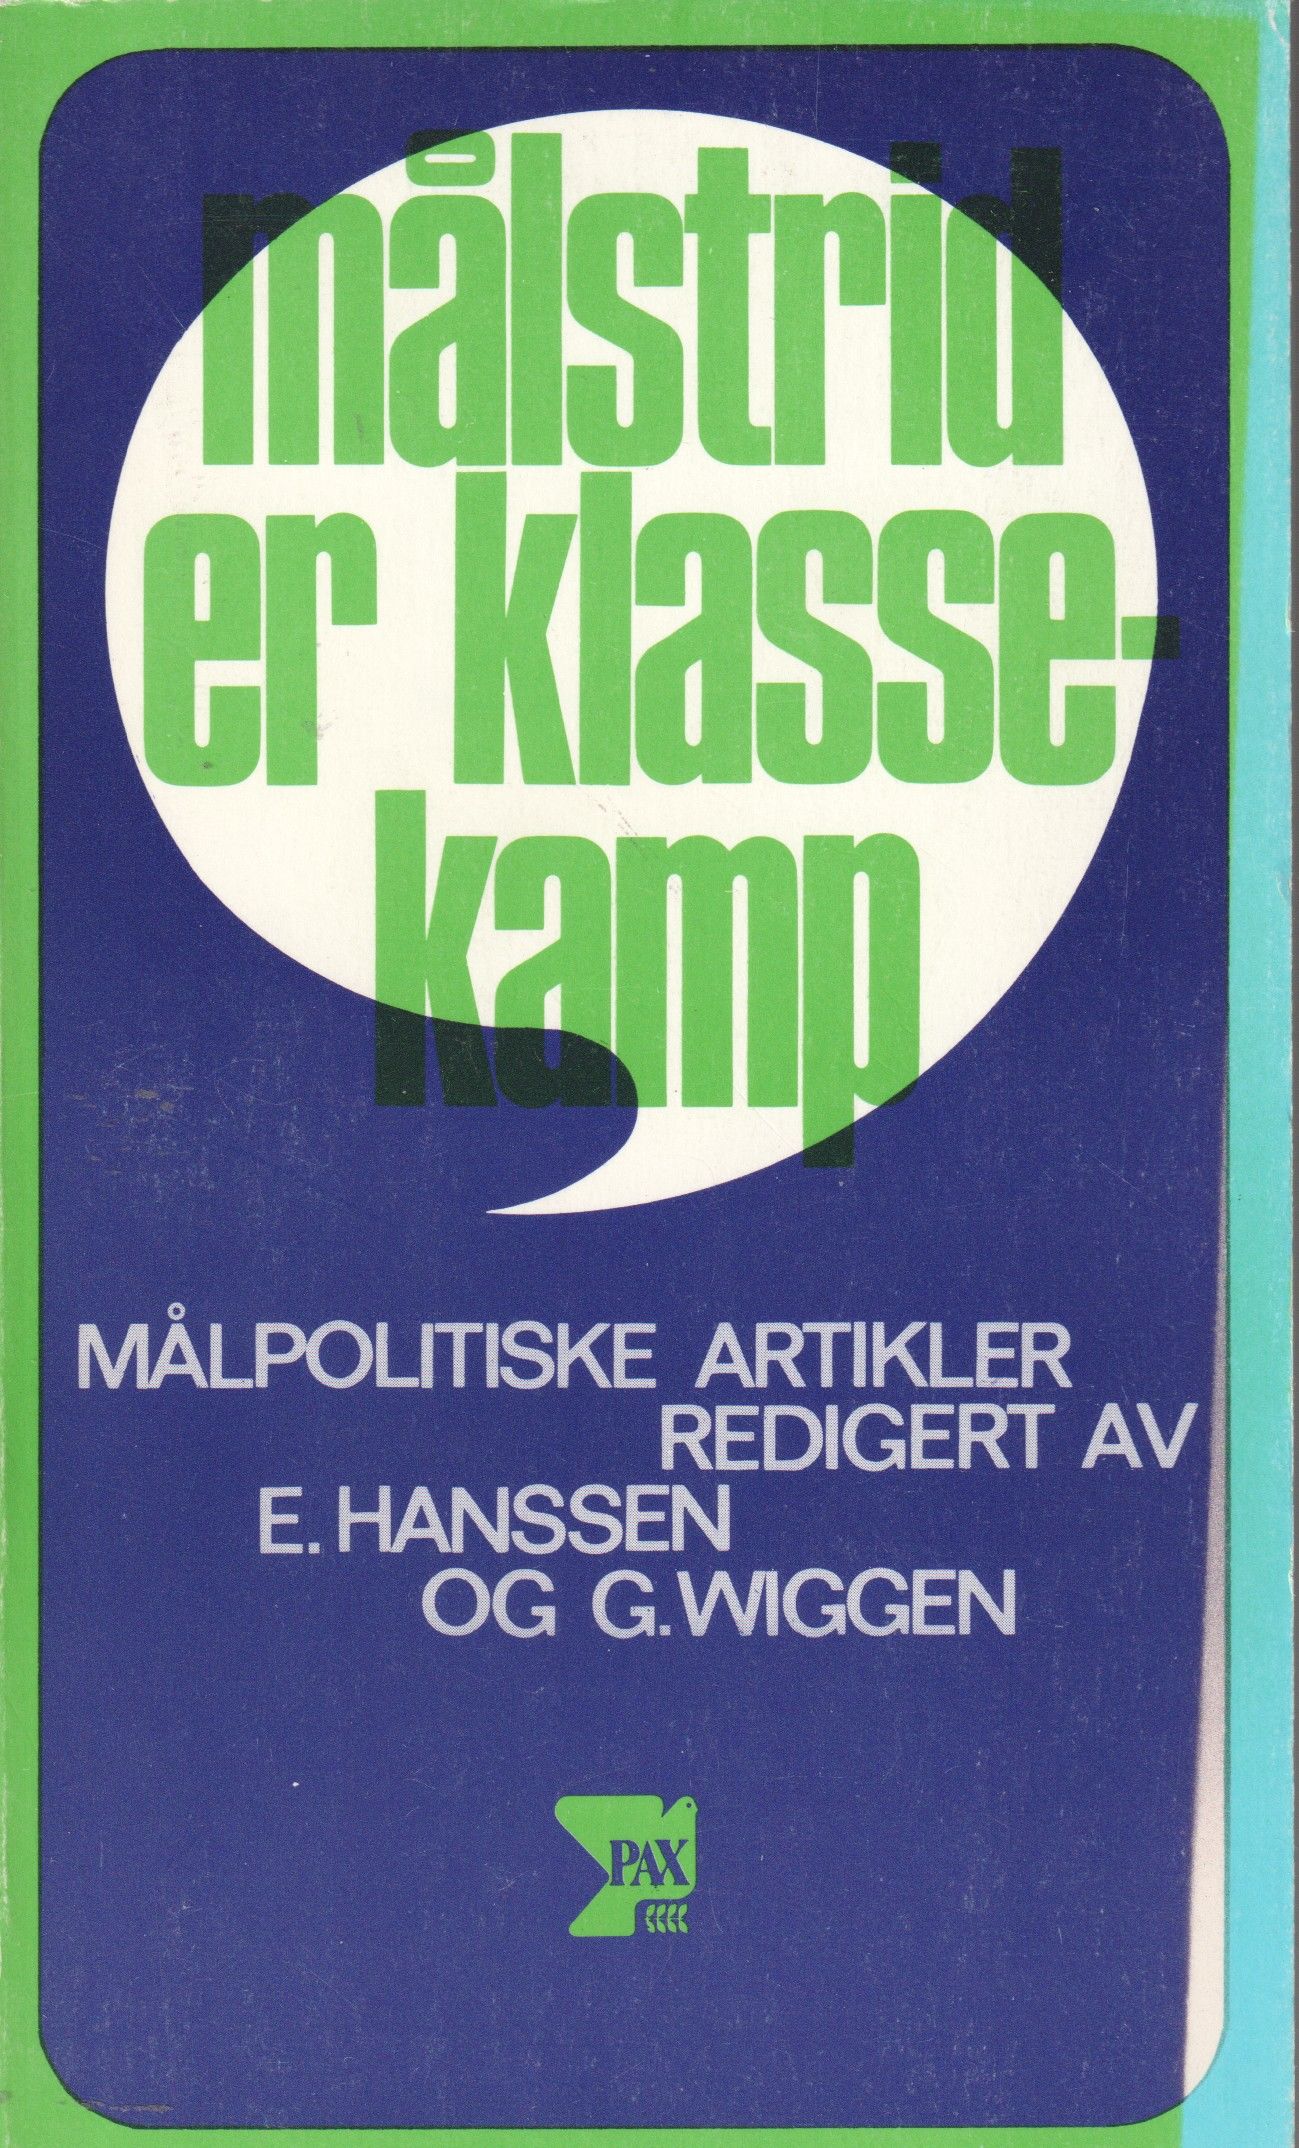 målstrid
er klasse-
kamp
MÅLPOLITISKE ARTIKLER
REDIGERT AV
E. HANSSEN
OG G. WIGGEN
PAX